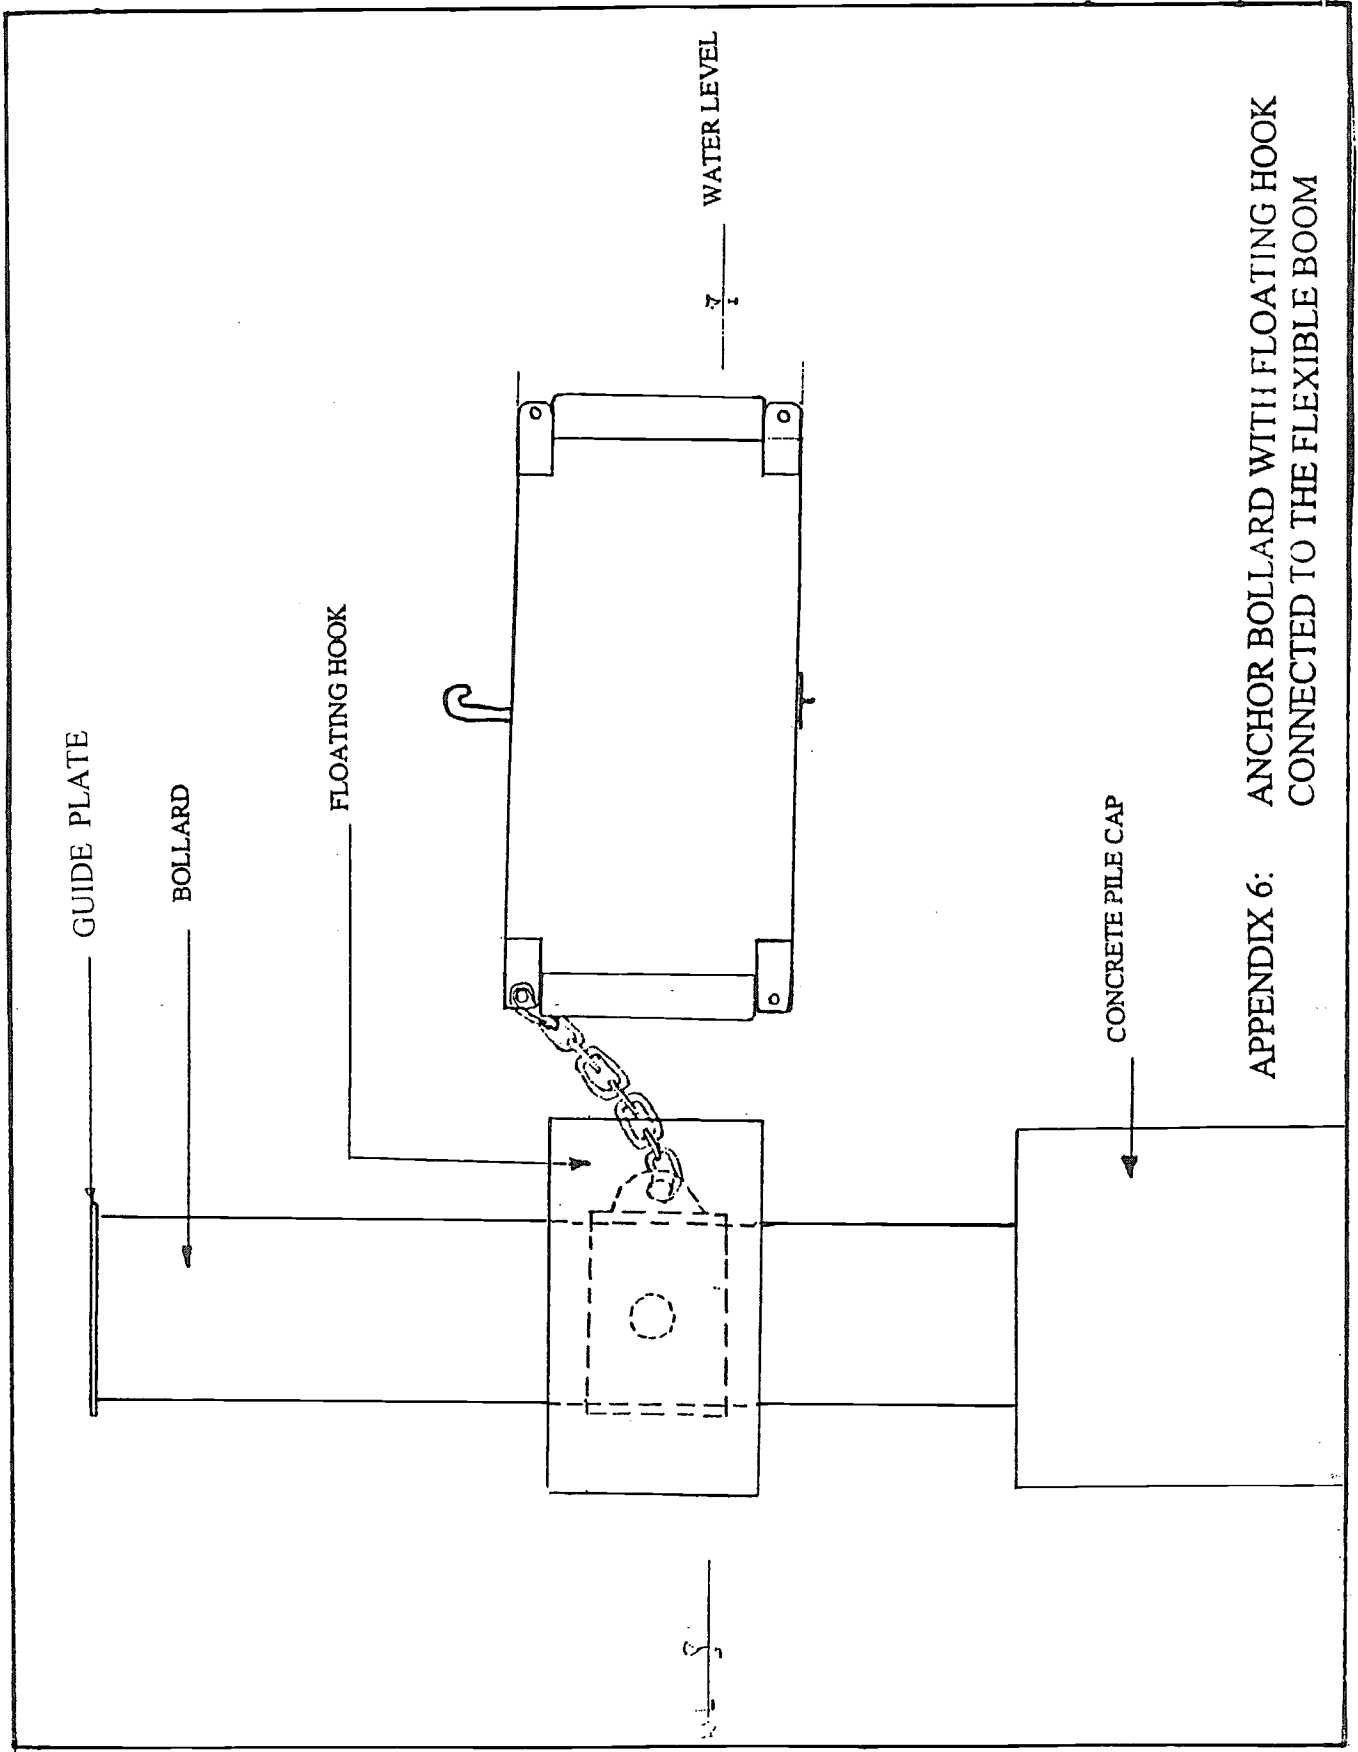 GUIDE PLATE
BOLLARD
FLOATING HOOK
WATER LEVEL
CONCRETE PILE CAP
APPENDIX 6: ANCHOR BOLLARD WITH FLOATING HOOK
CONNECTED TO THE FLEXIBLE BOOM